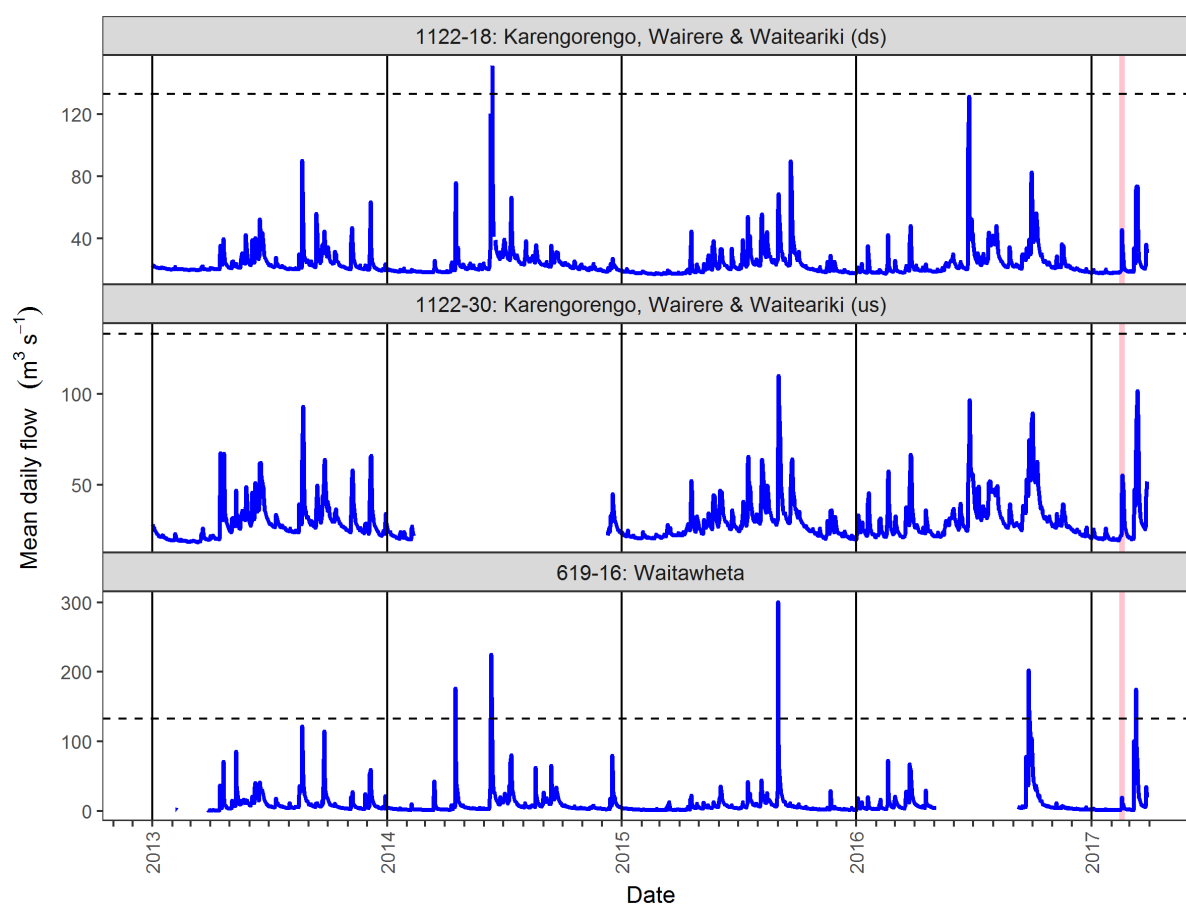 1122-18: Karengorengo, Wairere & Waiteariki (ds)
120
80
40
1122-30: Karengorengo, Wairere & Waiteariki (us)
100
50
619-16: Waitawheta
300
200
100
0
Mean daily flow (m³ s⁻¹)
2013
2014
2015
2016
2017
Date